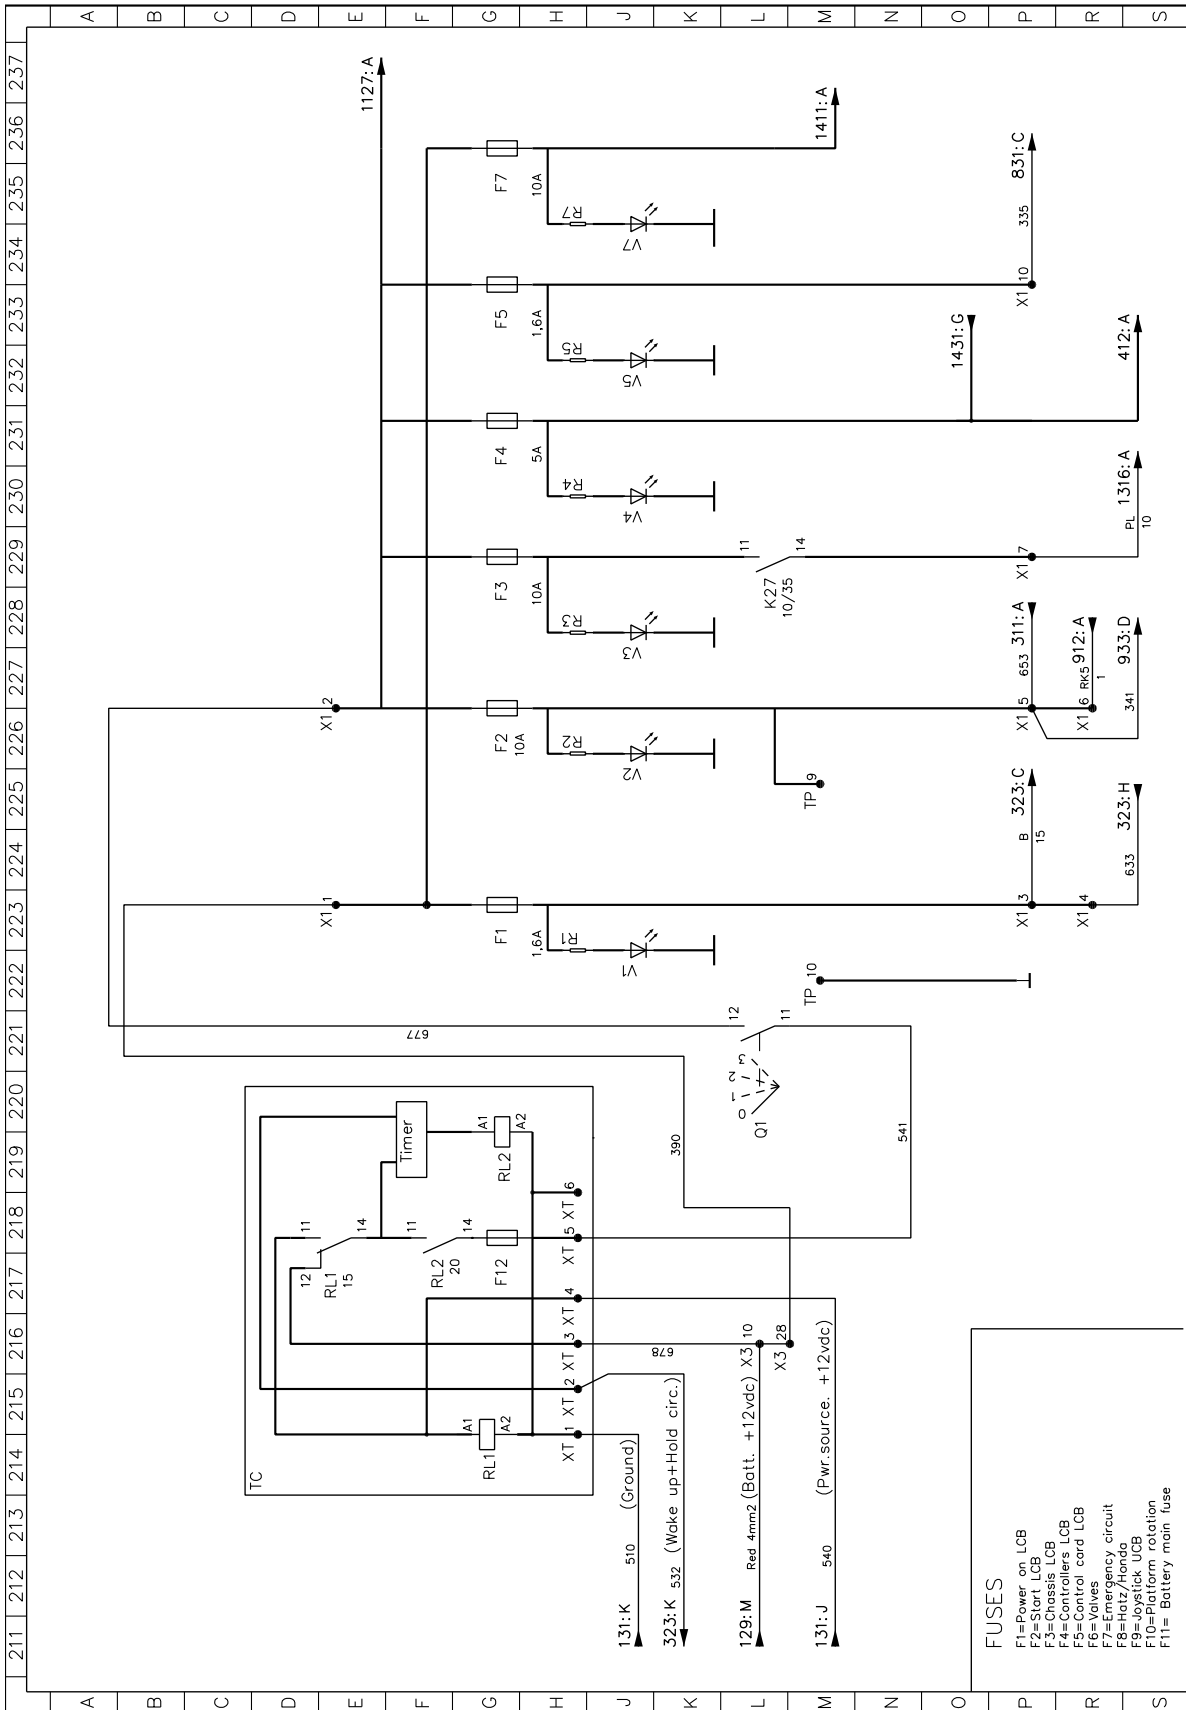 211 212 213 214 215 216 217 218 219 220 221 222 223 224 225 226 227 228 229 230 231 232 233 234 235 236 237
A A
B B
C C
D D
E E
F F
G G
H H
J J
K K
L L
M M
N N
O O
P P
R R
S S
TC
12 11
RL1
15
14
Timer
11
RL2
20
14
A1
RL1
A2
F12
A1
RL2
A2
XT 1
XT 2
XT 3
XT 4
XT 5
XT 6
131:K 510 (Ground)
323:K 532 (Wake up+Hold circ.)
129:M Red 4mm2 (Batt. +12vdc) X3 10
X3 28
131:J 540 (Pwr.source. +12vdc)
678
390
677
541
0 1 2 3
Q1
12
11
X1 1
X1 2
1127:A
F1
1,6A
R1
V1
F2
10A
R2
V2
F3
10A
R3
V3
F4
5A
R4
V4
F5
1,6A
R5
V5
F7
10A
R7
V7
TP 10
TP 9
11
K27
10/35
14
1411:A
1431:G
X1 3
B
15
323:C
X1 4
633
323:H
X1 5
653
311:A
X1 6
RK5
1
912:A
341
933:D
X1 7
PL
10
1316:A
412:A
X1 10
335
831:C
FUSES
F1=Power on LCB
F2=Start LCB
F3=Chassis LCB
F4=Controllers LCB
F5=Control card LCB
F6=Valves
F7=Emergency circuit
F8=Hatz/Honda
F9=Joystick UCB
F10=Platform rotation
F11= Battery main fuse